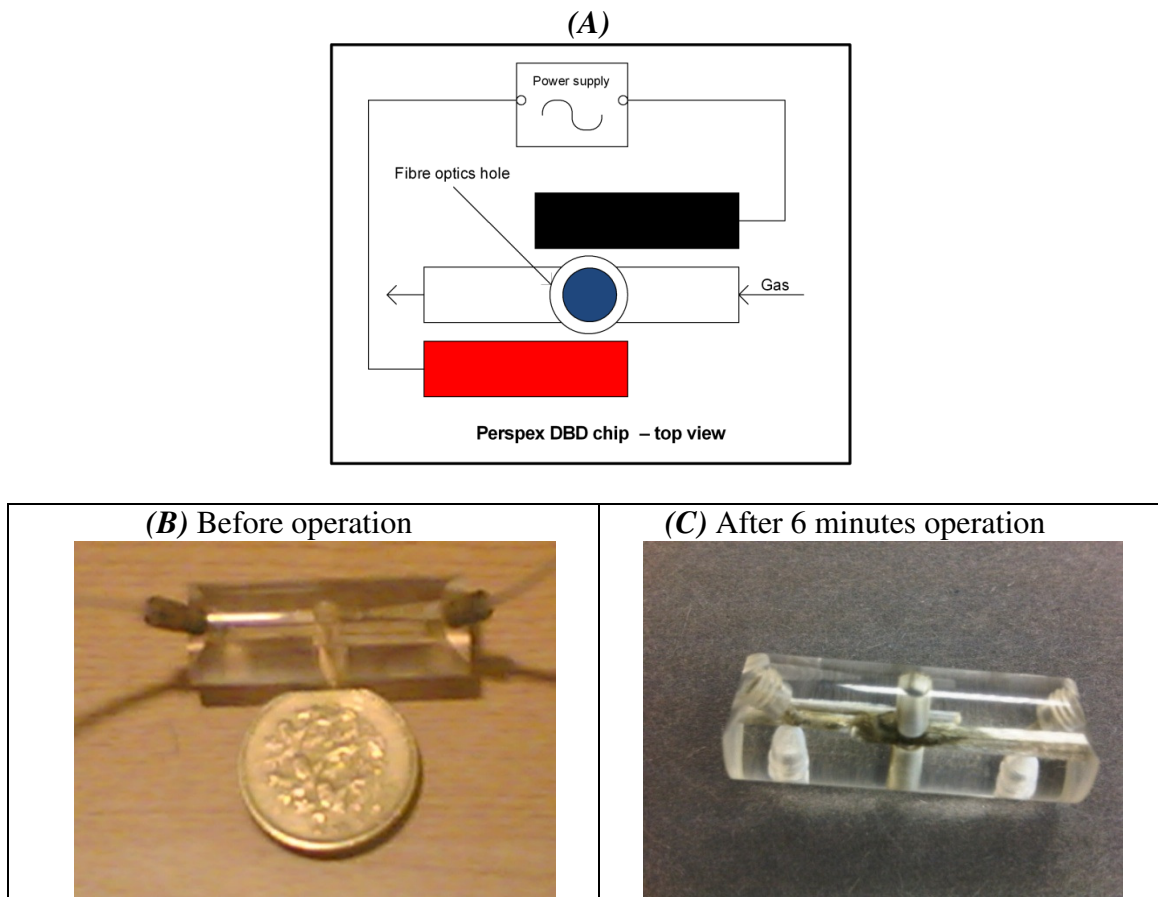 (A)
Power supply
Fibre optics hole
Gas
Perspex DBD chip – top view
(B) Before operation
(C) After 6 minutes operation